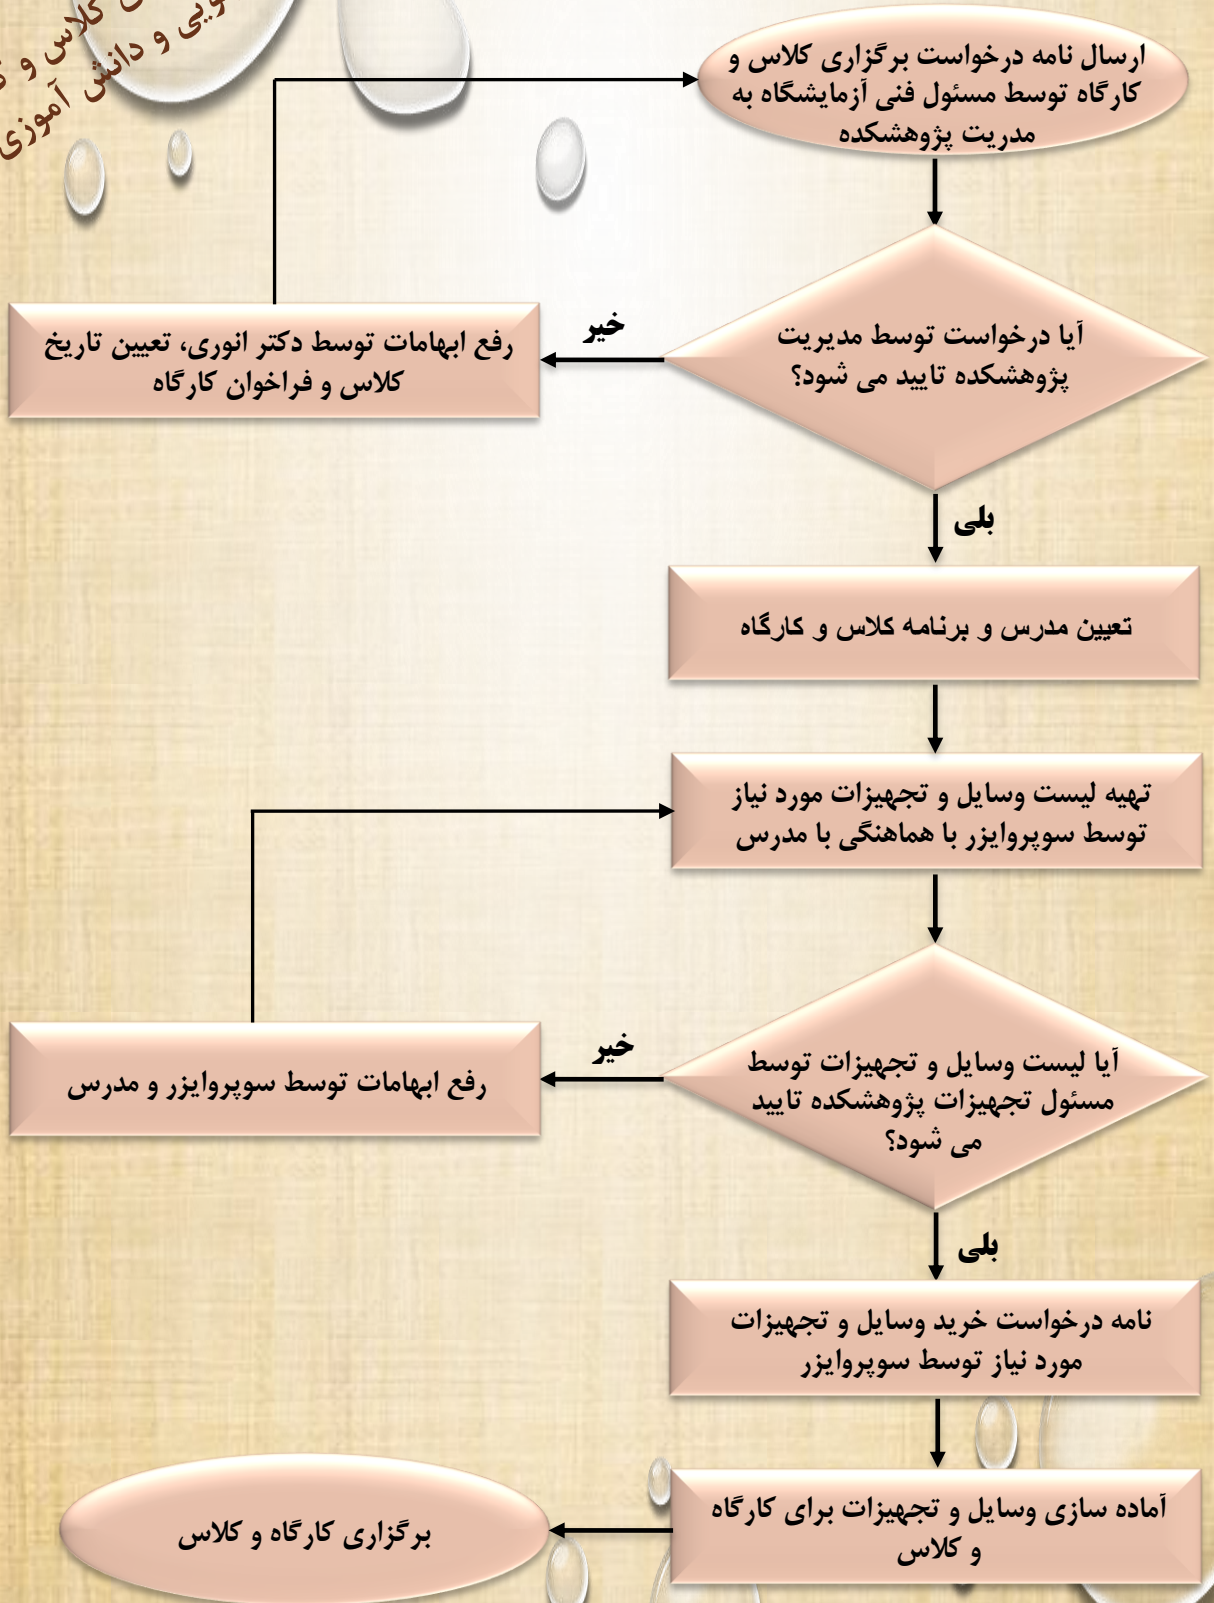 کلاس و
یی و دانش آموزی
ارسال نامه درخواست برگزاری کلاس و
کارگاه توسط مسئول فنی آزمایشگاه به
مدریت پژوهشکده
آیا درخواست توسط مدیریت
پژوهشکده تایید می شود؟
خیر
رفع ابهامات توسط دکتر انوری، تعیین تاریخ
کلاس و فراخوان کارگاه
بلی
تعیین مدرس و برنامه کلاس و کارگاه
تهیه لیست وسایل و تجهیزات مورد نیاز
توسط سوپروایزر با هماهنگی با مدرس
آیا لیست وسایل و تجهیزات توسط
مسئول تجهیزات پژوهشکده تایید
می شود؟
خیر
رفع ابهامات توسط سوپروایزر و مدرس
بلی
نامه درخواست خرید وسایل و تجهیزات
مورد نیاز توسط سوپروایزر
آماده سازی وسایل و تجهیزات برای کارگاه
و کلاس
برگزاری کارگاه و کلاس